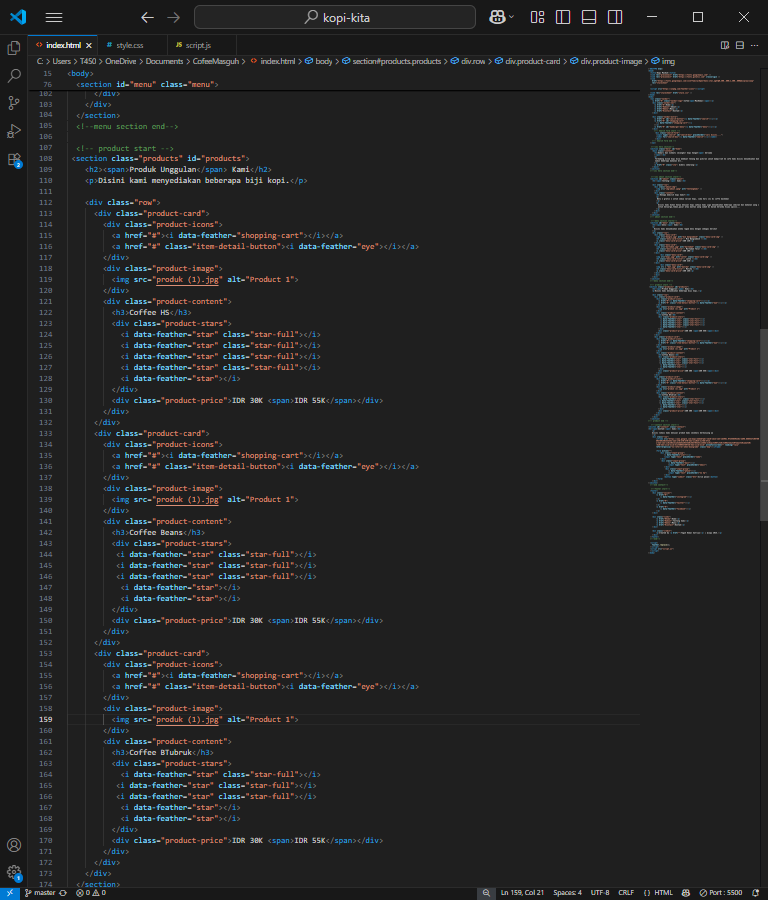 kopi-kita
index.html
style.css
script.js
C: > Users > T450 > OneDrive > Documents > CofeeMasguh > index.html > body > section#products.products > div.row > div.product-card > div.product-image > img
15 <body>
76 <section id="menu" class="menu">
102 </div>
103 </div>
104 </section>
105 <!--menu section end-->
106
107 <!-- product start -->
108 <section class="products" id="products">
109 <h2><span>Produk Unggulan</span> Kami</h2>
110 <p>Disini kami menyediakan beberapa biji kopi.</p>
111
112 <div class="row">
113 <div class="product-card">
114 <div class="product-icons">
115 <a href="#"><i data-feather="shopping-cart"></i></a>
116 <a href="#" class="item-detail-button"><i data-feather="eye"></i></a>
117 </div>
118 <div class="product-image">
119 <img src="produk (1).jpg" alt="Product 1">
120 </div>
121 <div class="product-content">
122 <h3>Coffee HS</h3>
123 <div class="product-stars">
124 <i data-feather="star" class="star-full"></i>
125 <i data-feather="star" class="star-full"></i>
126 <i data-feather="star" class="star-full"></i>
127 <i data-feather="star" class="star-full"></i>
128 <i data-feather="star"></i>
129 </div>
130 <div class="product-price">IDR 30K <span>IDR 55K</span></div>
131 </div>
132 </div>
133 <div class="product-card">
134 <div class="product-icons">
135 <a href="#"><i data-feather="shopping-cart"></i></a>
136 <a href="#" class="item-detail-button"><i data-feather="eye"></i></a>
137 </div>
138 <div class="product-image">
139 <img src="produk (1).jpg" alt="Product 1">
140 </div>
141 <div class="product-content">
142 <h3>Coffee Beans</h3>
143 <div class="product-stars">
144 <i data-feather="star" class="star-full"></i>
145 <i data-feather="star" class="star-full"></i>
146 <i data-feather="star" class="star-full"></i>
147 <i data-feather="star"></i>
148 <i data-feather="star"></i>
149 </div>
150 <div class="product-price">IDR 30K <span>IDR 55K</span></div>
151 </div>
152 </div>
153 <div class="product-card">
154 <div class="product-icons">
155 <a href="#"><i data-feather="shopping-cart"></i></a>
156 <a href="#" class="item-detail-button"><i data-feather="eye"></i></a>
157 </div>
158 <div class="product-image">
159 <img src="produk (1).jpg" alt="Product 1">
160 </div>
161 <div class="product-content">
162 <h3>Coffee BTubruk</h3>
163 <div class="product-stars">
164 <i data-feather="star" class="star-full"></i>
165 <i data-feather="star" class="star-full"></i>
166 <i data-feather="star" class="star-full"></i>
167 <i data-feather="star"></i>
168 <i data-feather="star"></i>
169 </div>
170 <div class="product-price">IDR 30K <span>IDR 55K</span></div>
171 </div>
172 </div>
173 </div>
174 </section>
master 0 0 Ln 159, Col 21 Spaces: 4 UTF-8 CRLF {} HTML Port : 5500